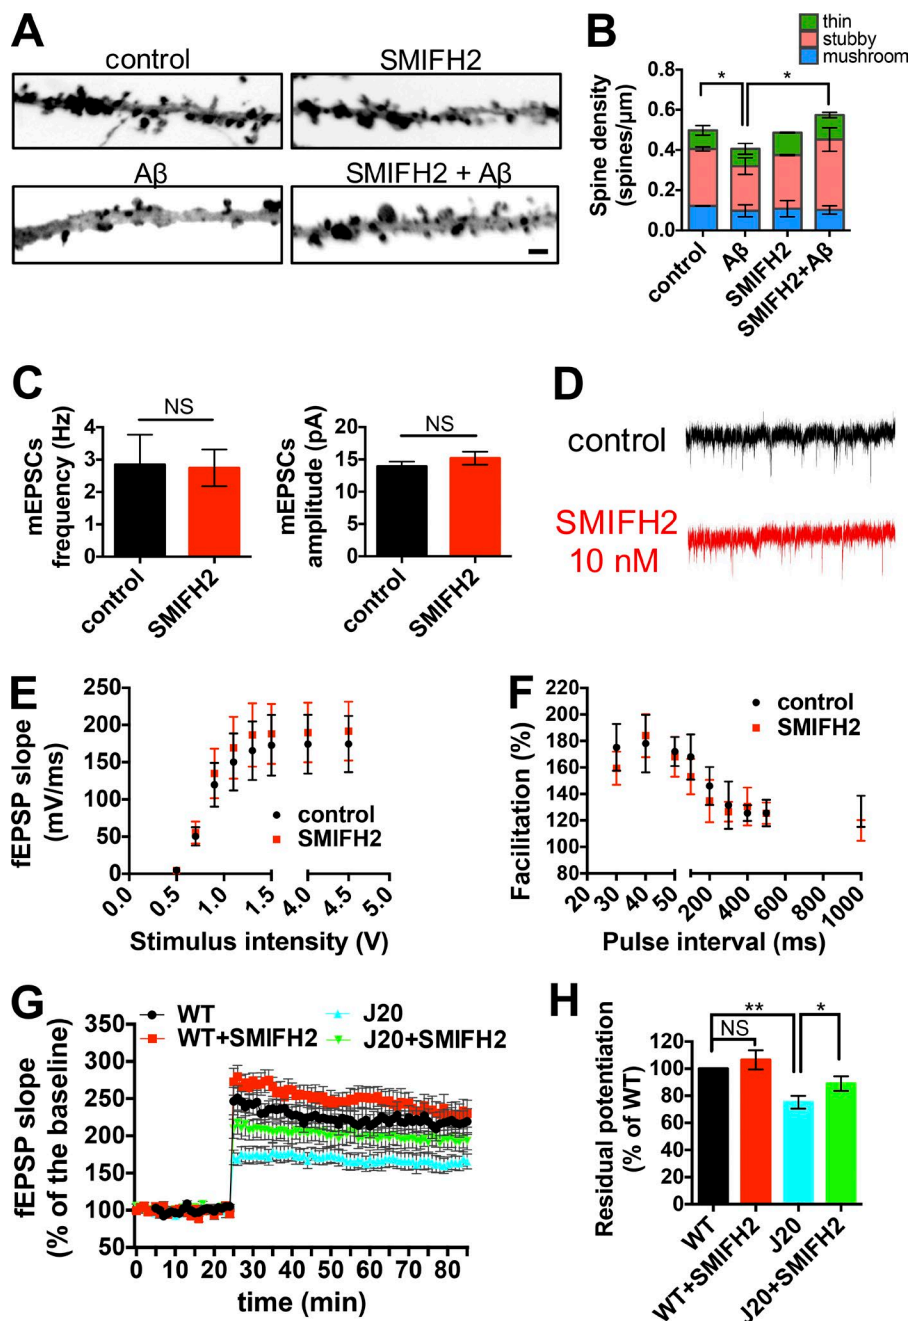 A
control
SMIFH2
Aβ
SMIFH2 + Aβ
B
thin
stubby
mushroom
Spine density
(spines/μm)
0.8
0.6
0.4
0.2
0.0
*
*
control
Aβ
SMIFH2
SMIFH2+Aβ
C
mEPSCs
frequency (Hz)
4
3
2
1
0
NS
control
SMIFH2
mEPSCs
amplitude (pA)
20
15
10
5
0
NS
control
SMIFH2
D
control
SMIFH2
10 nM
E
fEPSP slope
(mV/ms)
250
200
150
100
50
0
control
SMIFH2
0.0
0.5
1.0
1.5
4.0
4.5
5.0
Stimulus intensity (V)
F
Facilitation (%)
220
200
180
160
140
120
100
80
control
SMIFH2
20
30
40
50
200
400
600
800
1000
Pulse interval (ms)
G
WT
WT+SMIFH2
J20
J20+SMIFH2
fEPSP slope
(% of the baseline)
350
300
250
200
150
100
50
0
10
20
30
40
50
60
70
80
time (min)
H
Residual potentiation
(% of WT)
120
100
80
60
40
20
0
**
NS
*
WT
WT+SMIFH2
J20
J20+SMIFH2